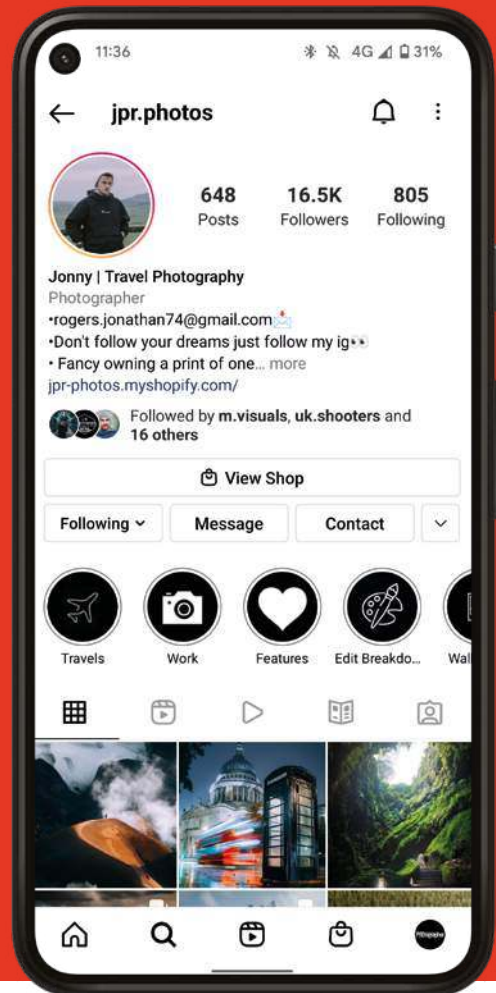 11:36 4G 31%
jpr.photos
648 16.5K 805
Posts Followers Following
Jonny | Travel Photography
Photographer
•rogers.jonathan74@gmail.com📩
•Don't follow your dreams just follow my ig👀
• Fancy owning a print of one... more
jpr-photos.myshopify.com/
Followed by m.visuals, uk.shooters and
16 others
View Shop
Following Message Contact
Travels Work Features Edit Breakdo... Wal